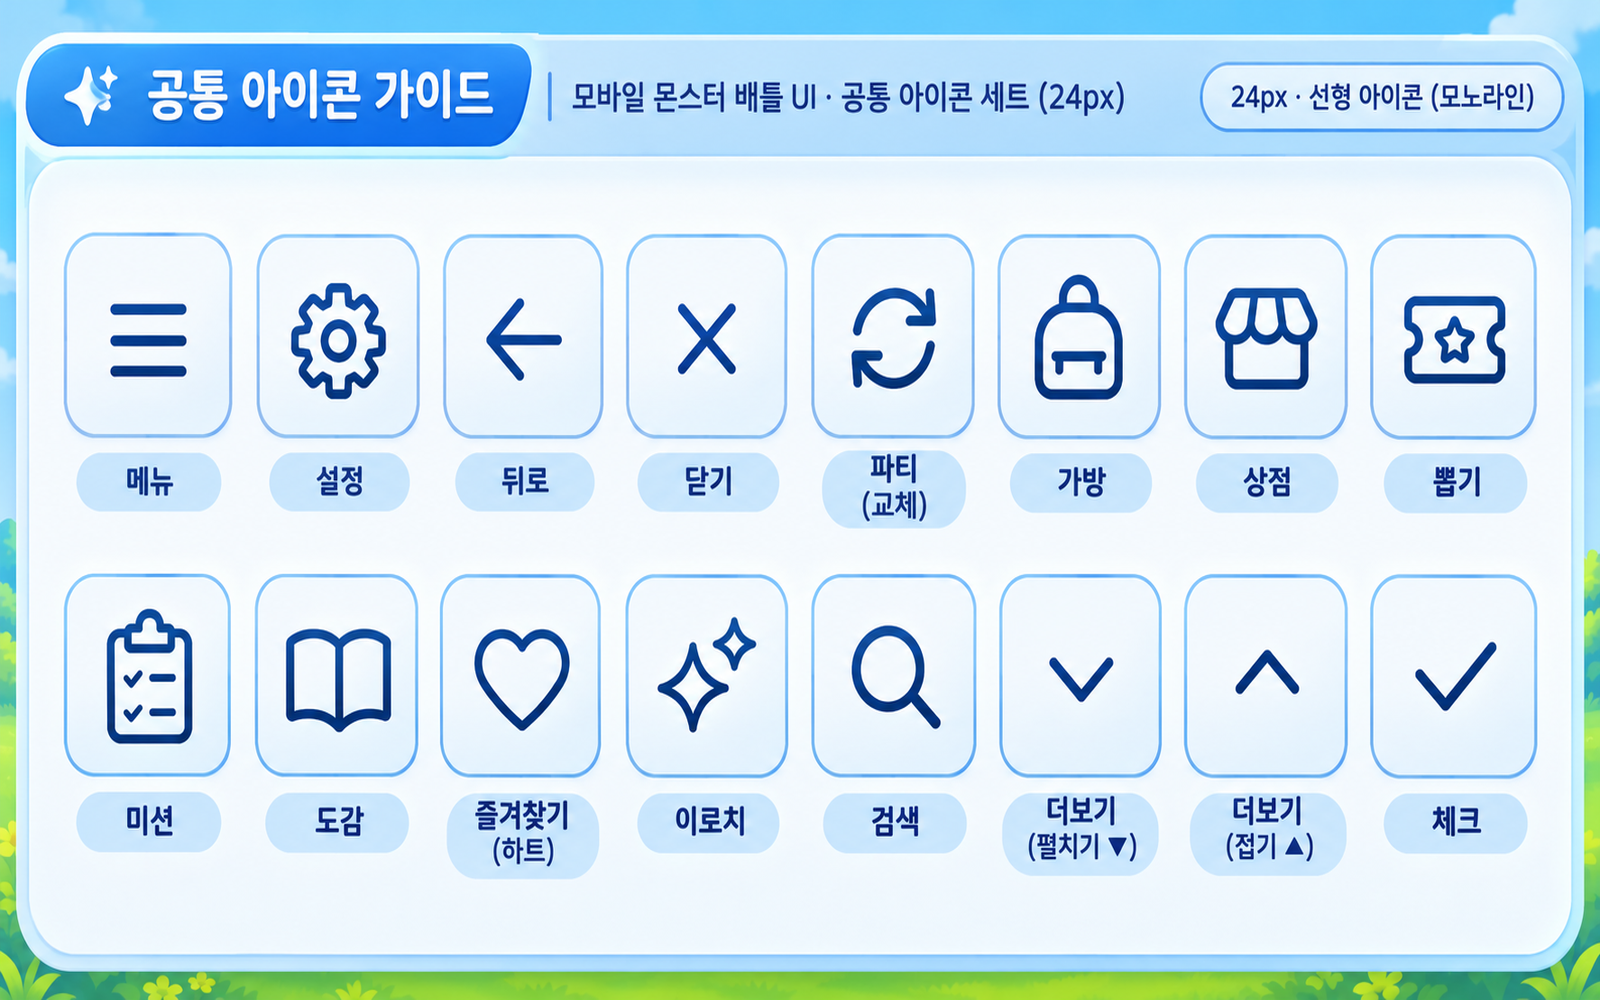 공통 아이콘 가이드
모바일 몬스터 배틀 UI · 공통 아이콘 세트 (24px)
24px · 선형 아이콘 (모노라인)
메뉴
설정
뒤로
닫기
파티
(교체)
가방
상점
뽑기
미션
도감
즐겨찾기
(하트)
이로치
검색
더보기
(펼치기 ▼)
더보기
(접기 ▲)
체크